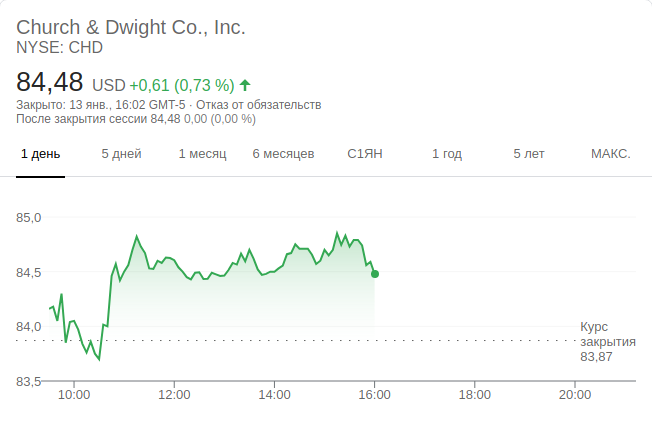 Church & Dwight Co., Inc.
NYSE: CHD
84,48 USD +0,61 (0,73 %)
Закрыто: 13 янв., 16:02 GMT-5 · Отказ от обязательств
После закрытия сессии 84,48 0,00 (0,00 %)
1 день 5 дней 1 месяц 6 месяцев С1ЯН 1 год 5 лет МАКС.
85,0
84,5
84,0
Курс
закрытия
83,87
83,5
10:00 12:00 14:00 16:00 18:00 20:00